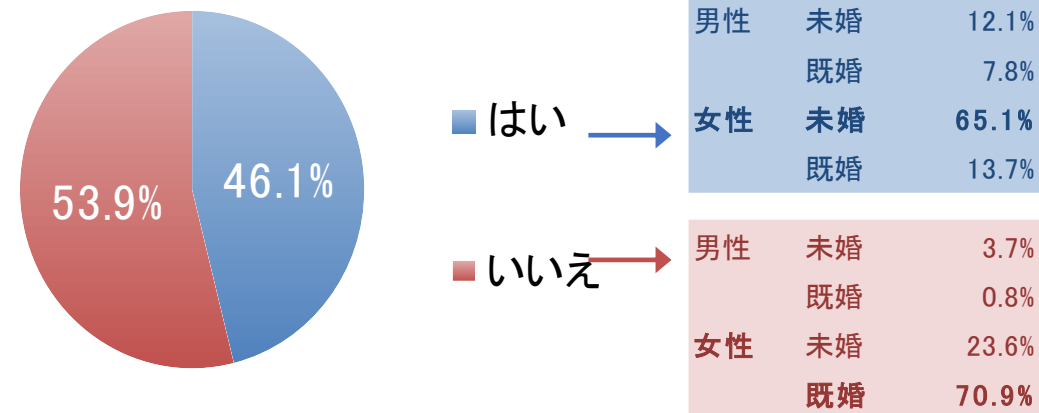 53.9%
46.1%
はい
いいえ
男性 未婚 12.1%
既婚 7.8%
女性 未婚 65.1%
既婚 13.7%
男性 未婚 3.7%
既婚 0.8%
女性 未婚 23.6%
既婚 70.9%